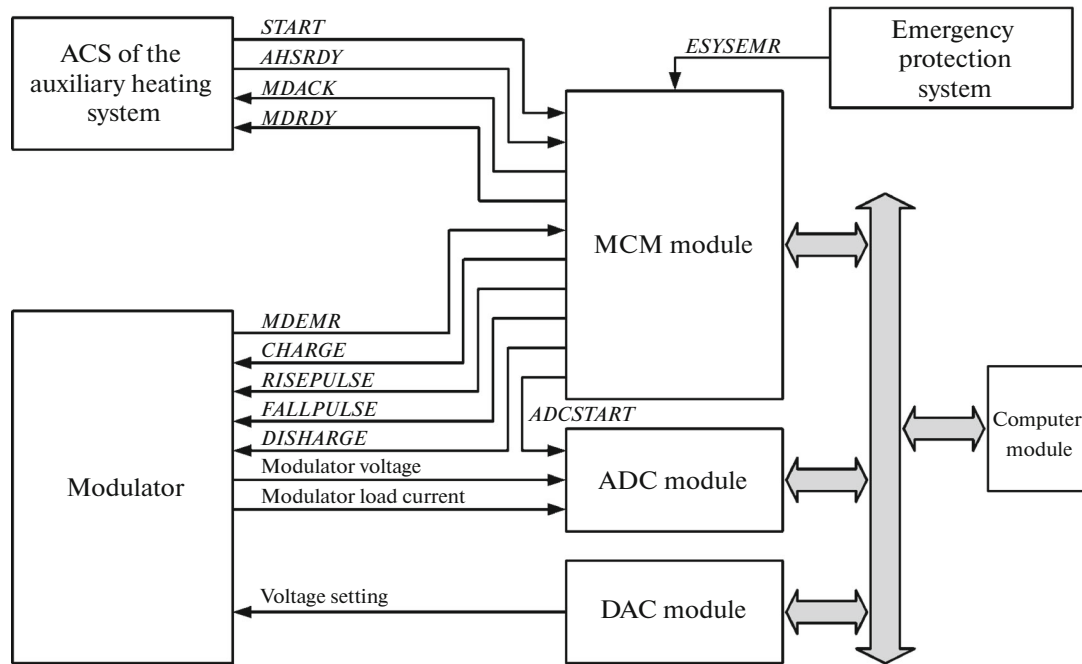 ACS of the
auxiliary heating
system
START
AHSRDY
MDACK
MDRDY
ESYSEMR
Emergency
protection
system
MCM module
Modulator
MDEMR
CHARGE
RISEPULSE
FALLPULSE
DISHARGE
Modulator voltage
Modulator load current
Voltage setting
ADCSTART
ADC module
DAC module
Computer
module